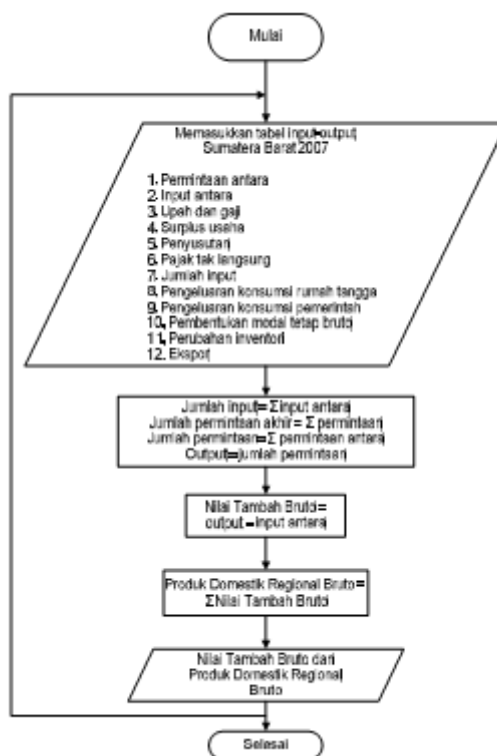 Mulai
Memasukkan tabel input-output
Sumatera Barat 2007
1. Permintaan antara
2. Input antara
3. Upah dan gaji
4. Surplus usaha
5. Penyusutan
6. Pajak tak langsung
7. Jumlah input
8. Pengeluaran konsumsi rumah tangga
9. Pengeluaran konsumsi pemerintah
10. Pembentukan modal tetap bruto
11. Perubahan inventori
12. Ekspor
Jumlah input= Σ input antara
Jumlah permintaan akhir= Σ permintaan
Jumlah permintaan= Σ permintaan antara
Output=jumlah permintaan
Nilai Tambah Bruto=
output – input antara
Produk Domestik Regional Bruto=
ΣNilai Tambah Bruto
Nilai Tambah Bruto dari
Produk Domestik Regional
Bruto
Selesai